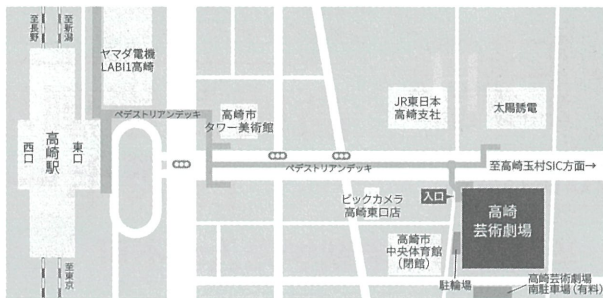 至長野
至新潟
ヤマダ電機
LABI1高崎
ペデストリアンデッキ
高崎市
タワー美術館
JR東日本
高崎支社
太陽誘電
西口
高崎駅
東口
ペデストリアンデッキ
至高崎玉村SIC方面→
ビックカメラ
高崎東口店
入口
高崎
芸術劇場
高崎市
中央体育館
(閉館)
駐輪場
至東京
高崎芸術劇場
南駐車場(有料)